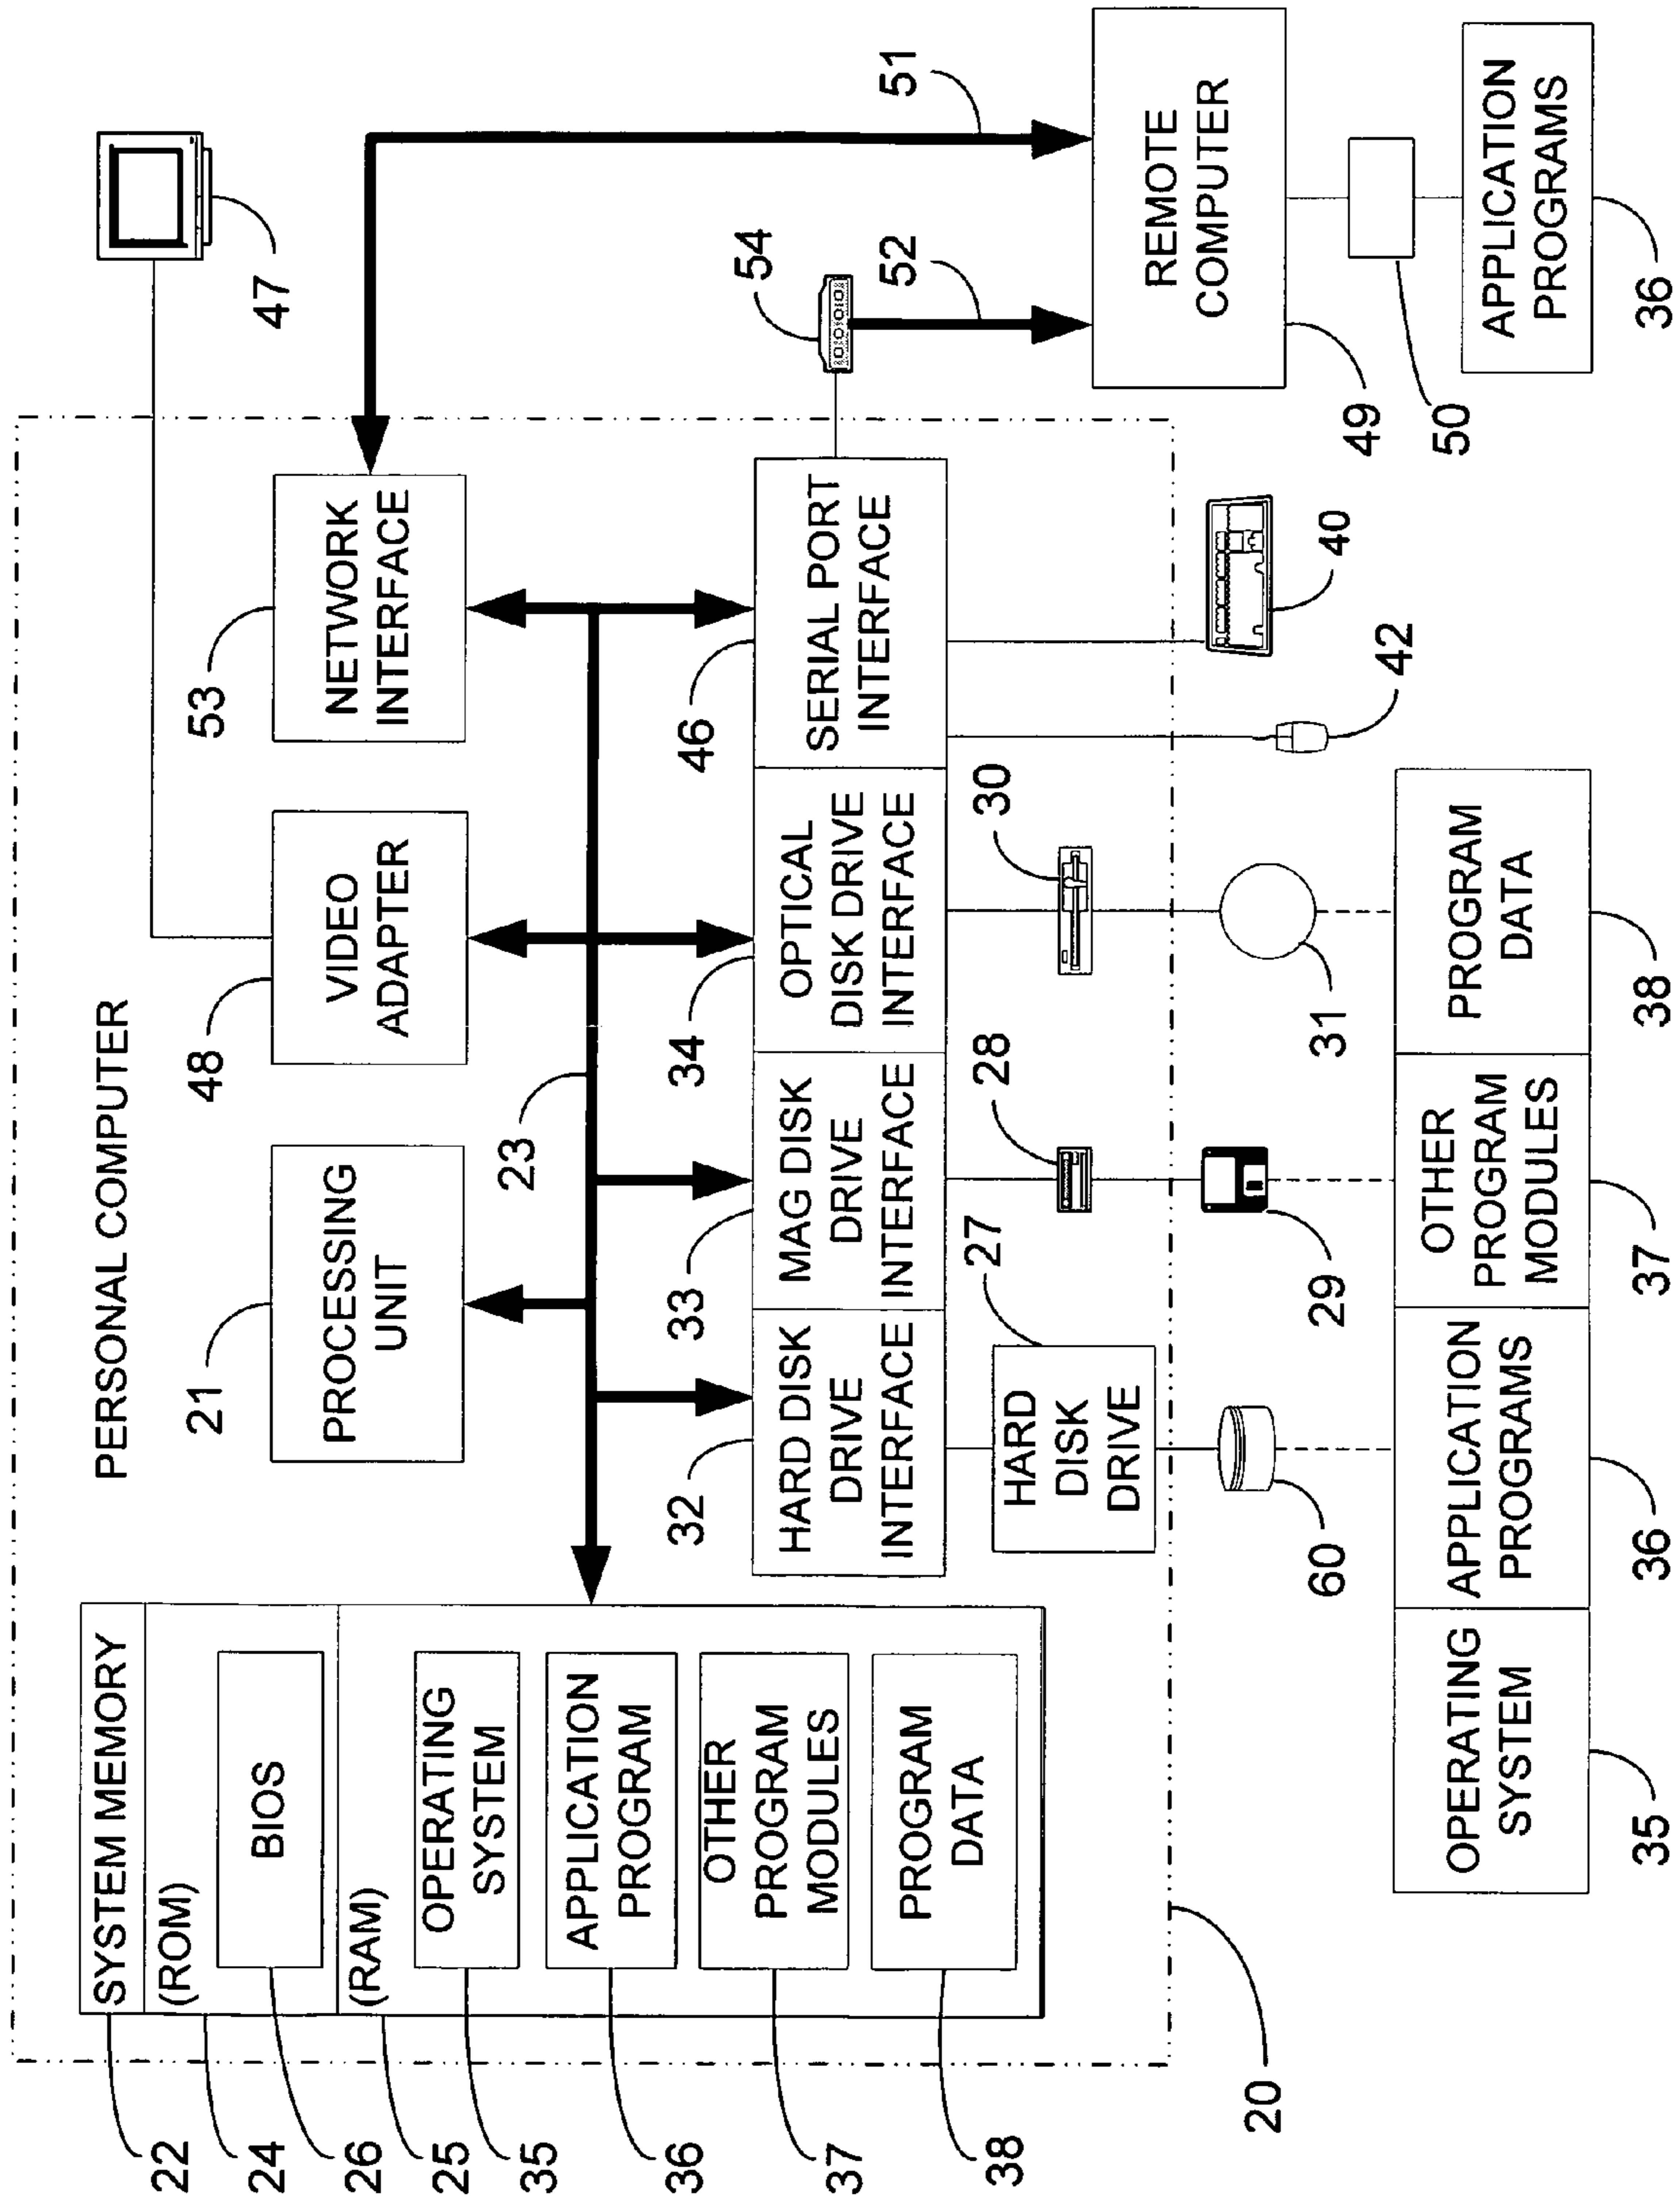 PERSONAL COMPUTER
22
SYSTEM MEMORY
24
(ROM)
26
BIOS
25
(RAM)
35
OPERATING
SYSTEM
36
APPLICATION
PROGRAM
37
OTHER
PROGRAM
MODULES
38
PROGRAM
DATA
20
21
PROCESSING
UNIT
48
VIDEO
ADAPTER
53
NETWORK
INTERFACE
47
23
32
HARD DISK
DRIVE
INTERFACE
33
MAG DISK
DRIVE
INTERFACE
34
OPTICAL
DISK DRIVE
INTERFACE
46
SERIAL PORT
INTERFACE
54
52
51
27
HARD
DISK
DRIVE
28
30
60
29
31
42
40
REMOTE
COMPUTER
49
50
APPLICATION
PROGRAMS
36
OPERATING
SYSTEM
35
APPLICATION
PROGRAMS
36
OTHER
PROGRAM
MODULES
37
PROGRAM
DATA
38